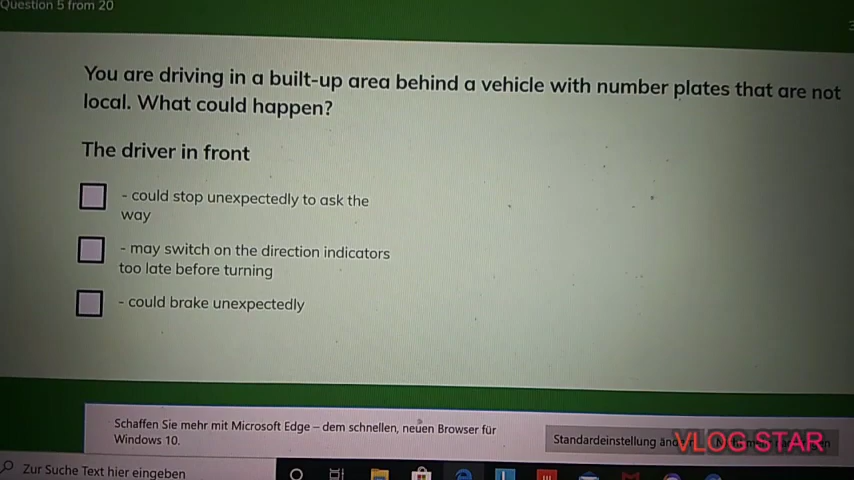 Question 5 from 20
You are driving in a built-up area behind a vehicle with number plates that are not
local. What could happen?
The driver in front
- could stop unexpectedly to ask the
way
- may switch on the direction indicators
too late before turning
- could brake unexpectedly
Schaffen Sie mehr mit Microsoft Edge – dem schnellen, neuen Browser für
Windows 10.
Standardeinstellung
VLOG STAR
Zur Suche Text hier eingeben